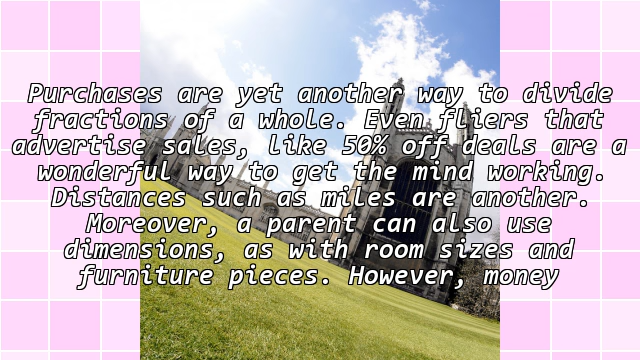 Purchases are yet another way to divide
fractions of a whole. Even fliers that
advertise sales, like 50% off deals are a
wonderful way to get the mind working.
Distances such as miles are another.
Moreover, a parent can also use
dimensions, as with room sizes and
furniture pieces. However, money